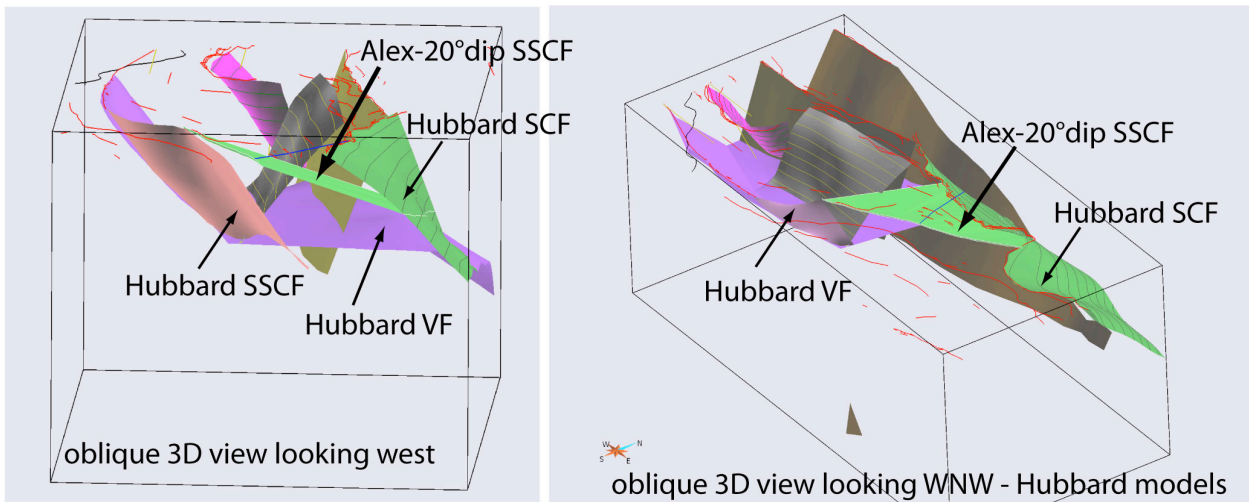 Alex-20°dip SSCF
Hubbard SCF
Hubbard SSCF
Hubbard VF
oblique 3D view looking west
Alex-20°dip SSCF
Hubbard SCF
Hubbard VF
W N
S E
oblique 3D view looking WNW - Hubbard models